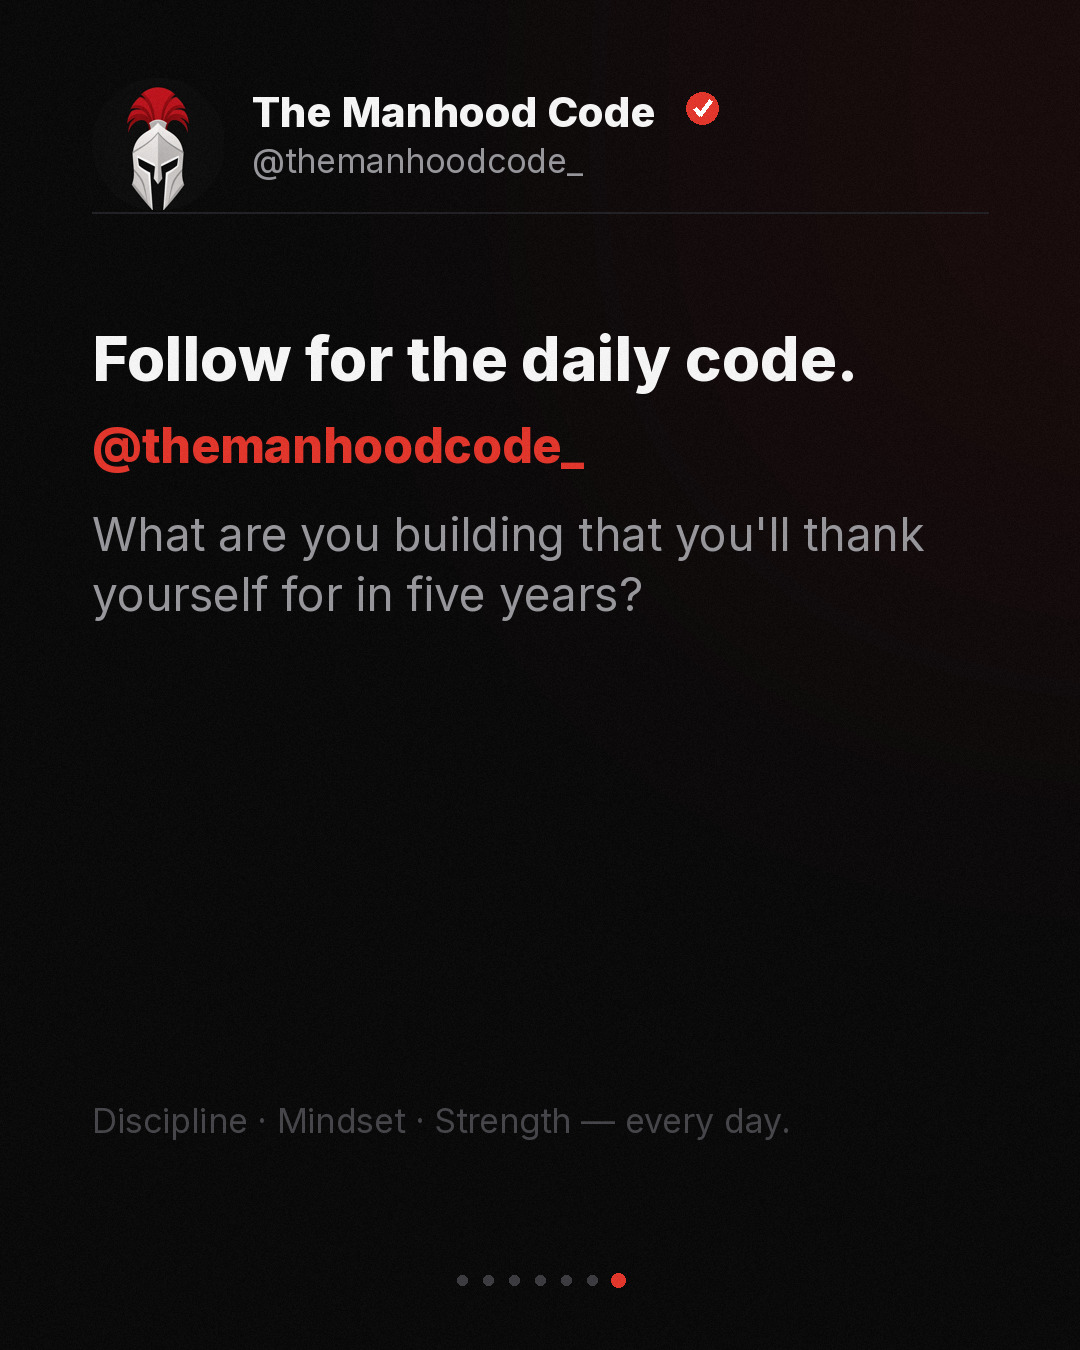 The Manhood Code
@themanhoodcode_
Follow for the daily code.
@themanhoodcode_
What are you building that you'll thank
yourself for in five years?
Discipline · Mindset · Strength — every day.